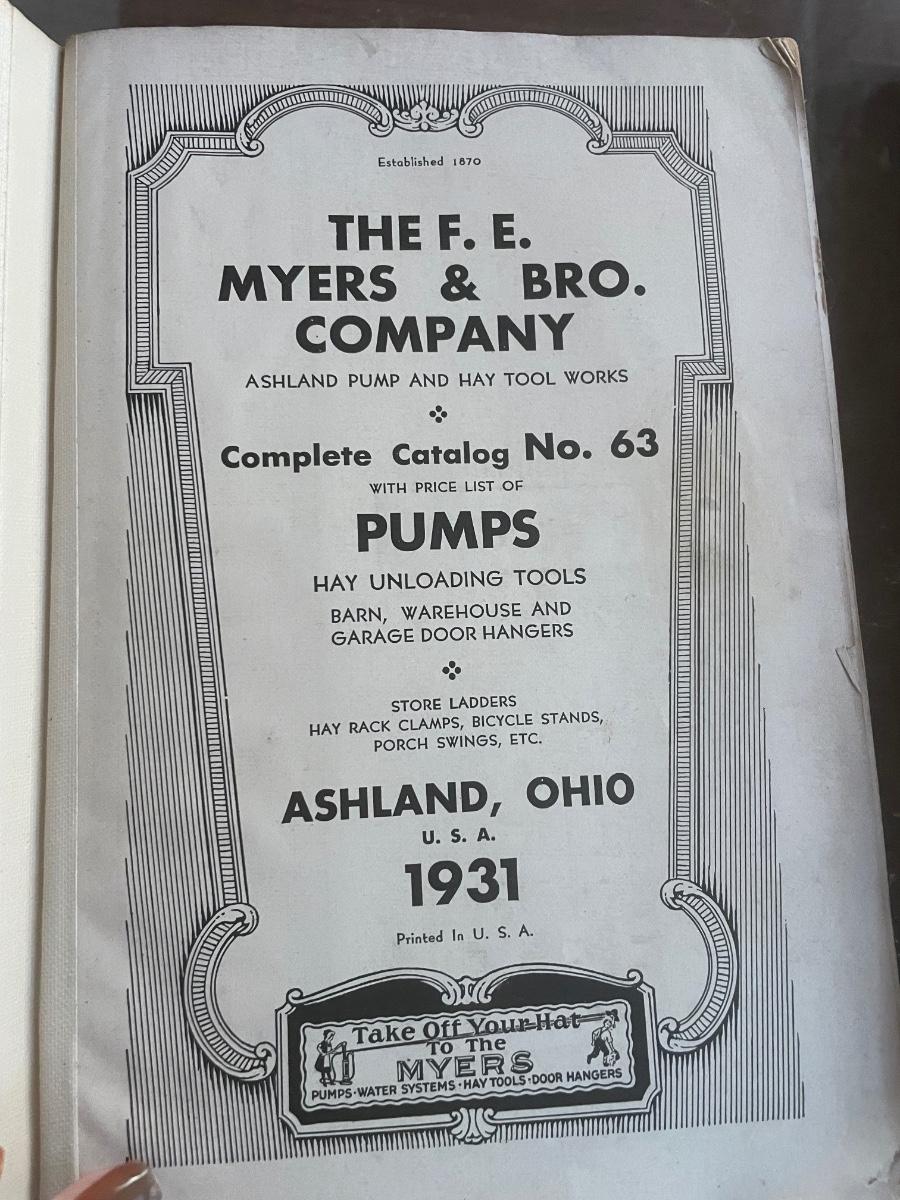 Established 1870
THE F. E.
MYERS & BRO.
COMPANY
ASHLAND PUMP AND HAY TOOL WORKS
Complete Catalog No. 63
WITH PRICE LIST OF
PUMPS
HAY UNLOADING TOOLS
BARN, WAREHOUSE AND
GARAGE DOOR HANGERS
STORE LADDERS
HAY RACK CLAMPS, BICYCLE STANDS,
PORCH SWINGS, ETC.
ASHLAND, OHIO
U. S. A.
1931
Printed In U. S. A.
Take Off Your Hat
To The
MYERS
PUMPS·WATER SYSTEMS·HAY TOOLS·DOOR HANGERS